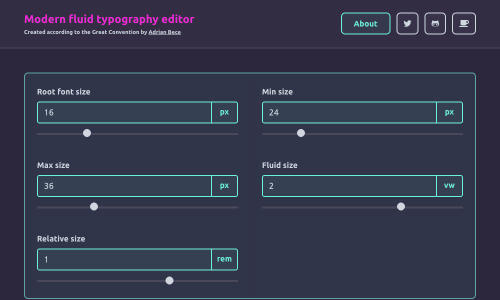 Modern fluid typography editor
Created according to the Great Convention by Adrian Bece
About
Root font size
16 px
Min size
24 px
Max size
36 px
Fluid size
2 vw
Relative size
1 rem